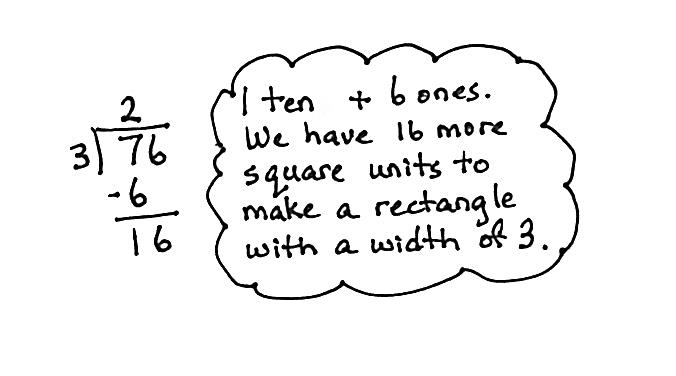 2
3) 76
-6
16
1 ten + 6 ones.
We have 16 more
square units to
make a rectangle
with a width of 3.